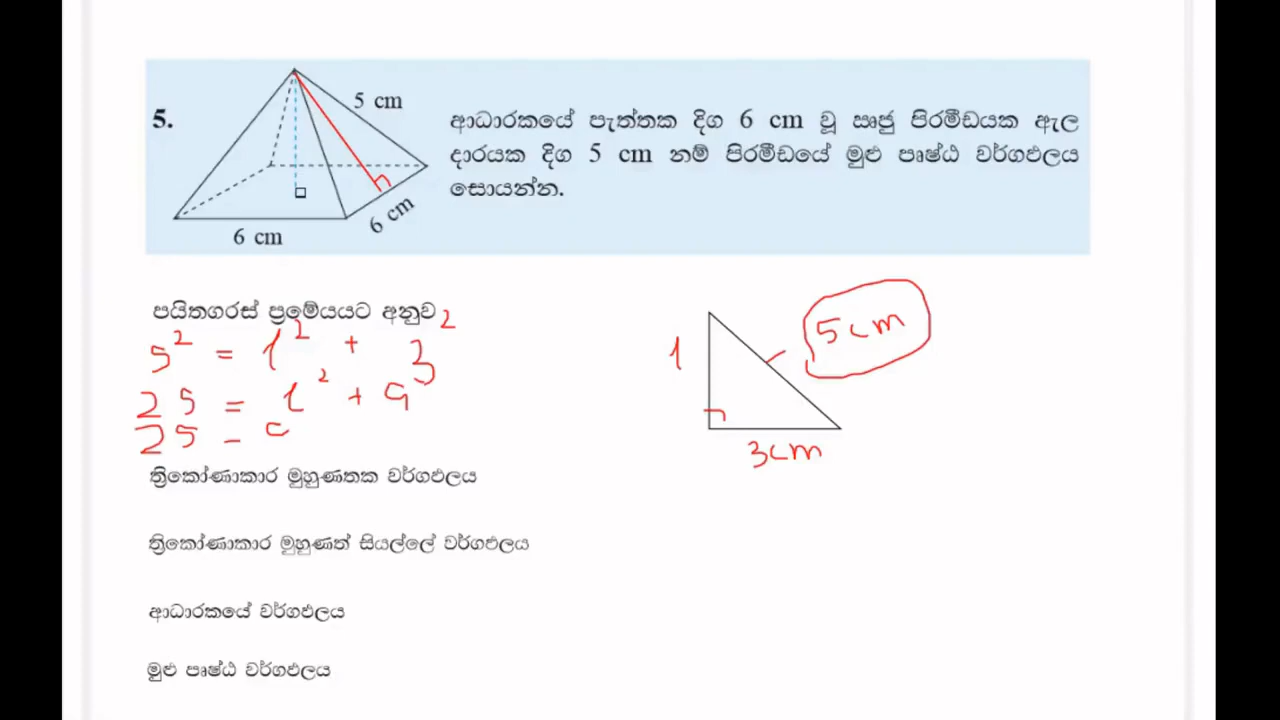 5 cm
5.
ආධාරකයේ පැත්තක දිග 6 cm වූ ඍජු පිරමීඩයක ඇල
දාරයක දිග 5 cm නම් පිරමීඩයේ මුළු පෘෂ්ඨ වර්ගඵලය
සොයන්න.
6 cm
6 cm
පයිතගරස් ප්‍රමේයයට අනුව
5² = l² + 3²
25 = l² + 9
25 -
l
5cm
3cm
ත්‍රිකෝණාකාර මුහුණතක වර්ගඵලය
ත්‍රිකෝණාකාර මුහුණත් සියල්ලේ වර්ගඵලය
ආධාරකයේ වර්ගඵලය
මුළු පෘෂ්ඨ වර්ගඵලය